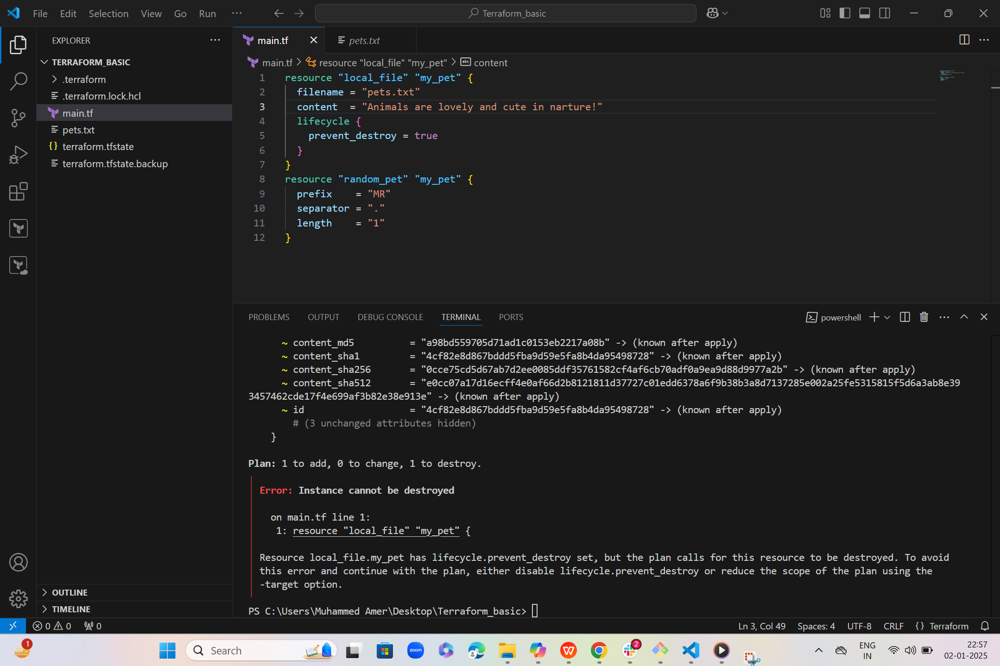 File Edit Selection View Go Run ··· Terraform_basic
EXPLORER
TERRAFORM_BASIC
.terraform
.terraform.lock.hcl
main.tf
pets.txt
terraform.tfstate
terraform.tfstate.backup
OUTLINE
TIMELINE
main.tf pets.txt
main.tf > resource "local_file" "my_pet" > content
1 resource "local_file" "my_pet" {
2 filename = "pets.txt"
3 content = "Animals are lovely and cute in narture!"
4 lifecycle {
5 prevent_destroy = true
6 }
7 }
8 resource "random_pet" "my_pet" {
9 prefix = "MR"
10 separator = "."
11 length = "1"
12 }
PROBLEMS OUTPUT DEBUG CONSOLE TERMINAL PORTS powershell
~ content_md5 = "a98bd559705d71ad1c0153eb2217a08b" -> (known after apply)
~ content_sha1 = "4cf82e8d867bddd5fba9d59e5fa8b4da95498728" -> (known after apply)
~ content_sha256 = "0cce75cd5d67ab7d2ee0085ddf35761582cf4af6cb70adf0a9ea9d88d9977a2b" -> (known after apply)
~ content_sha512 = "e0cc07a17d16ecff4e0af66d2b8121811d37727c01edd6378a6f9b38b3a8d7137285e002a25fe5315815f5d6a3ab8e39
3457462cde17f4e699af3b82e38e913e" -> (known after apply)
~ id = "4cf82e8d867bddd5fba9d59e5fa8b4da95498728" -> (known after apply)
# (3 unchanged attributes hidden)
}
Plan: 1 to add, 0 to change, 1 to destroy.
Error: Instance cannot be destroyed
on main.tf line 1:
1: resource "local_file" "my_pet" {
Resource local_file.my_pet has lifecycle.prevent_destroy set, but the plan calls for this resource to be destroyed. To avoid
this error and continue with the plan, either disable lifecycle.prevent_destroy or reduce the scope of the plan using the
-target option.
PS C:\Users\Muhammed Amer\Desktop\Terraform_basic>
0 0 0 Ln 3, Col 49 Spaces: 4 UTF-8 CRLF {} Terraform
1 Search zoom 2 ENG 22:57
IN 02-01-2025